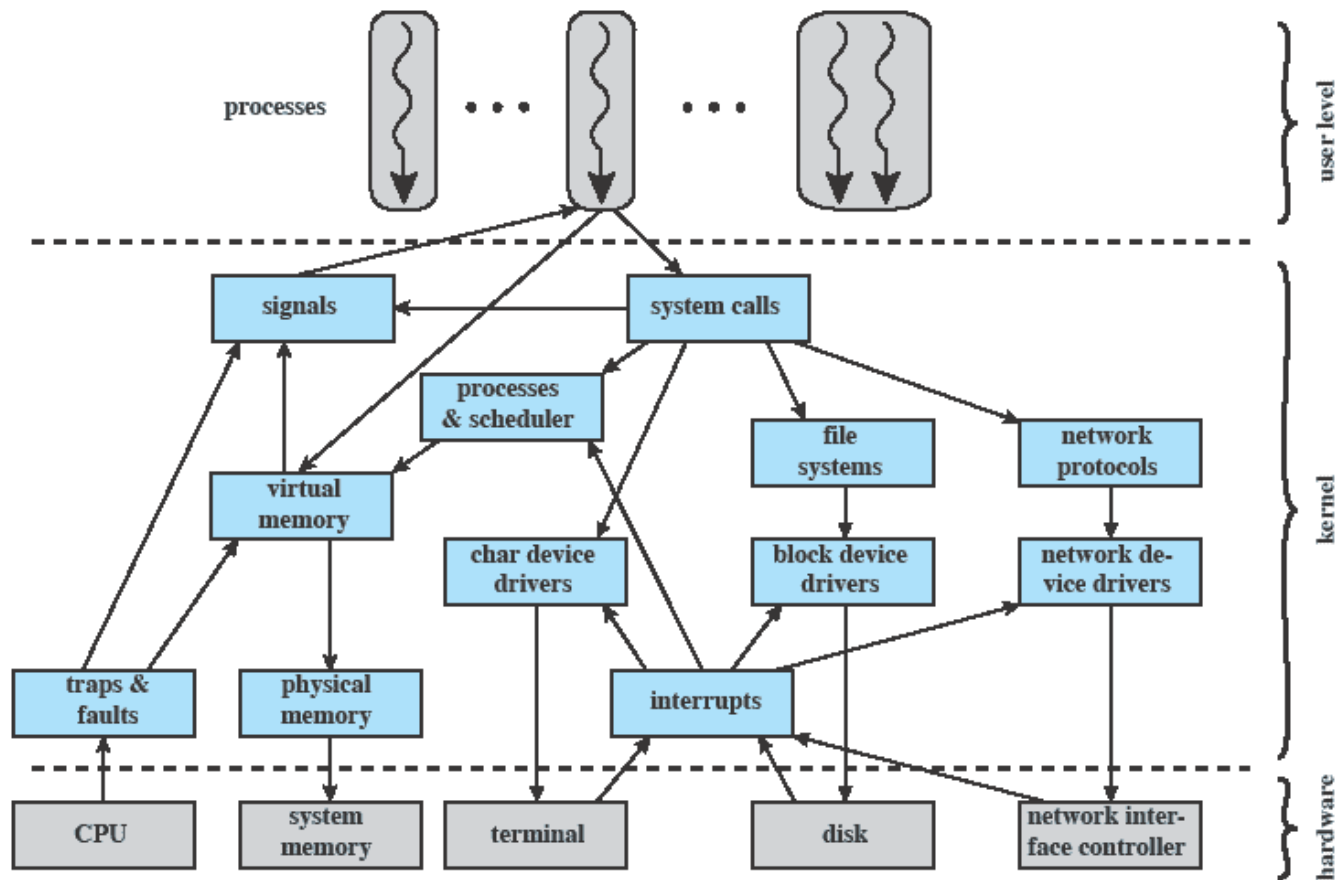 processes
user level
signals
system calls
processes
& scheduler
file
systems
network
protocols
virtual
memory
kernel
char device
drivers
block device
drivers
network de-
vice drivers
traps &
faults
physical
memory
interrupts
CPU
system
memory
terminal
disk
network inter-
face controller
hardware